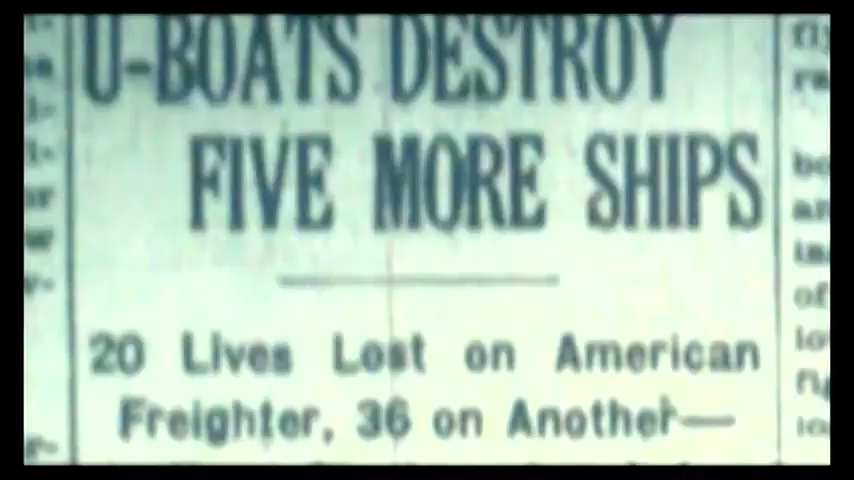 U-BOATS DESTROY
FIVE MORE SHIPS
20 Lives Lost on American
Freighter, 36 on Another—